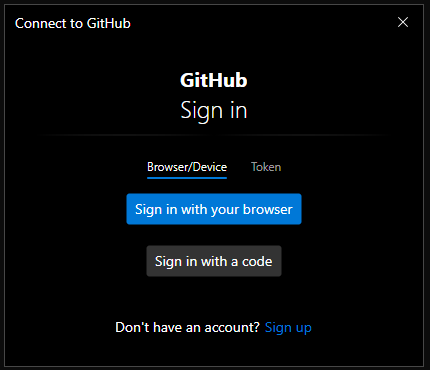 Connect to GitHub
GitHub
Sign in
Browser/Device Token
Sign in with your browser
Sign in with a code
Don't have an account? Sign up